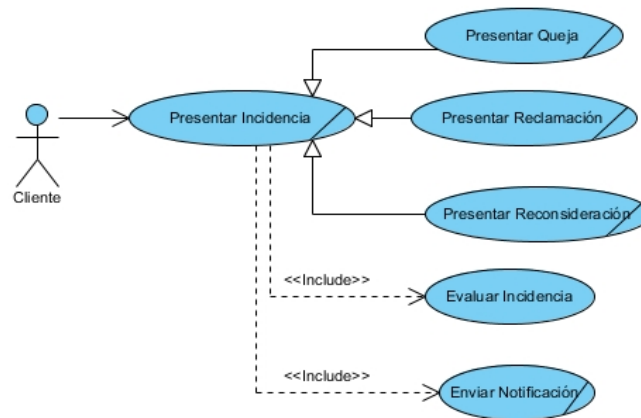 Presentar Queja
Presentar Incidencia
Presentar Reclamación
Cliente
Presentar Reconsideración
<<Include>>
Evaluar Incidencia
<<Include>>
Enviar Notificación